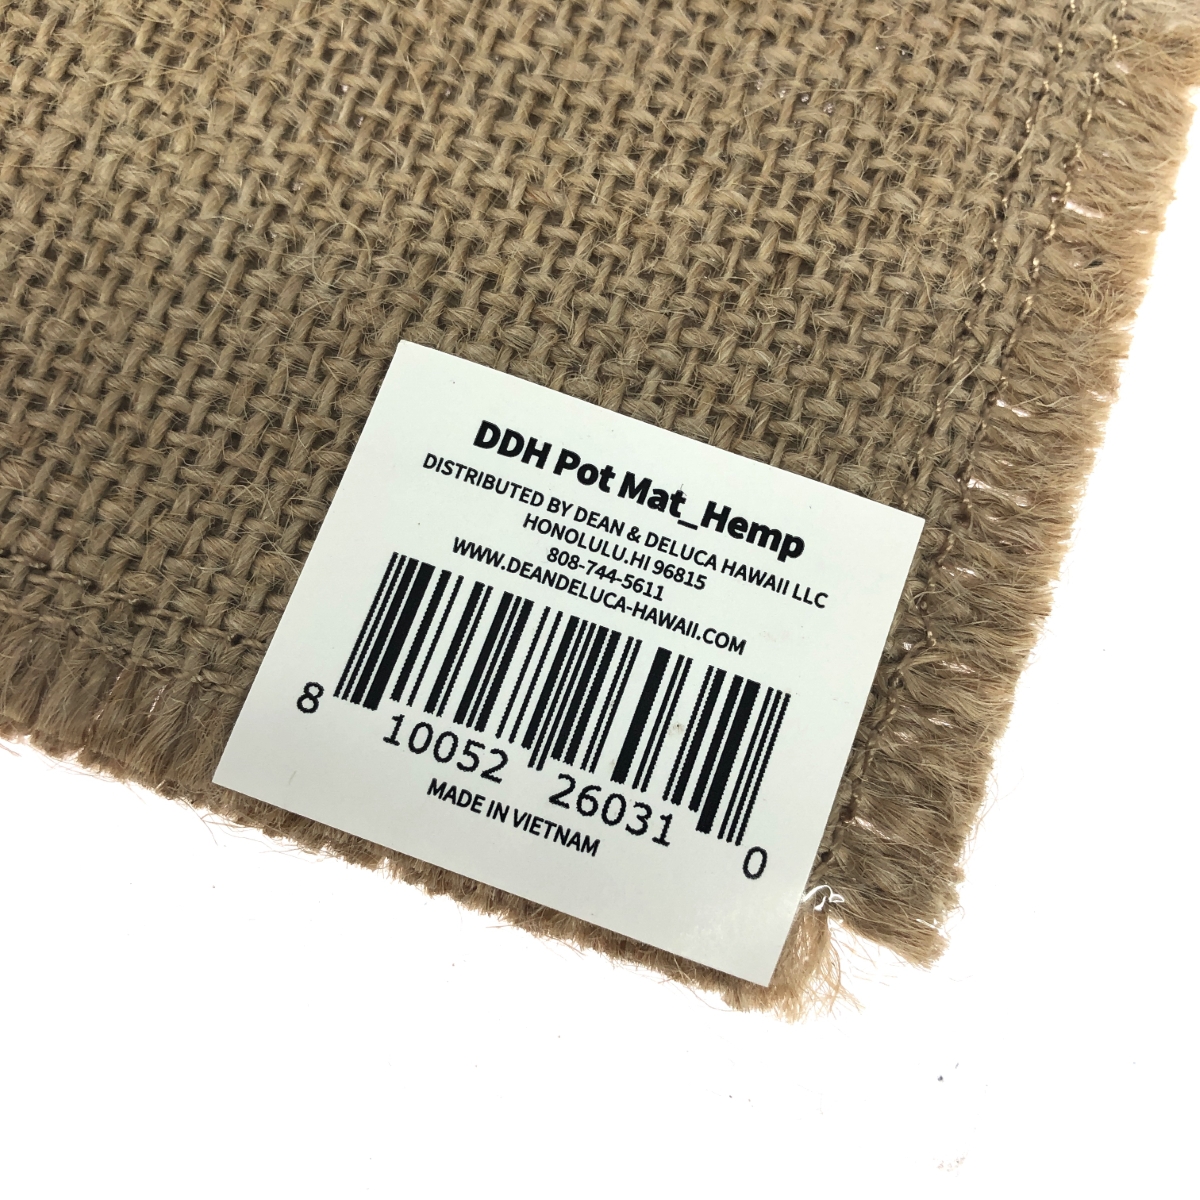 DDH Pot Mat_Hemp
DISTRIBUTED BY DEAN & DELUCA HAWAII LLC
HONOLULU.HI 96815
808-744-5611
WWW.DEANDELUCA-HAWAII.COM
8 10052 26031 0
MADE IN VIETNAM